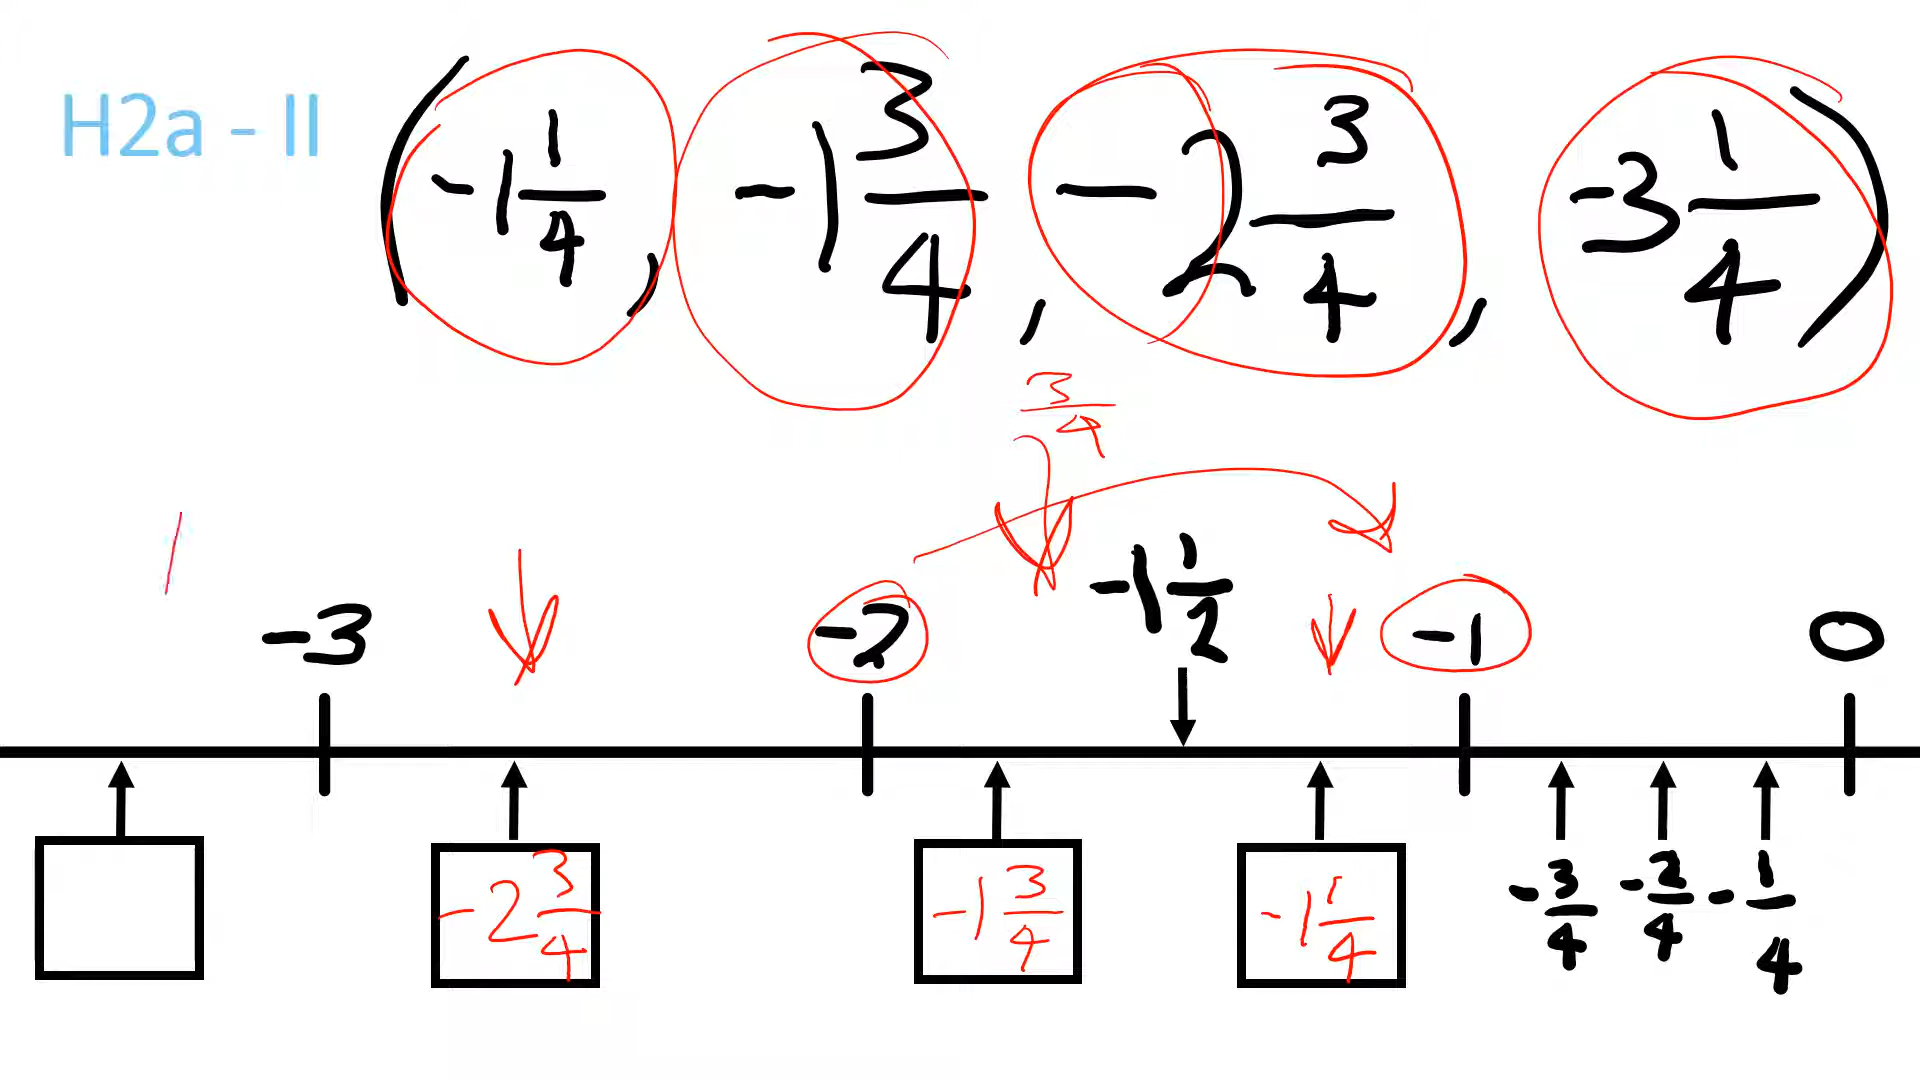 H2a - II
(-1 1/4, -1 3/4, -2 3/4, -3 1/4)
3/4
-1 1/2
-3 -2 -1 0
-2 3/4 -1 3/4 -1 1/4 -3/4 -2/4 -1/4